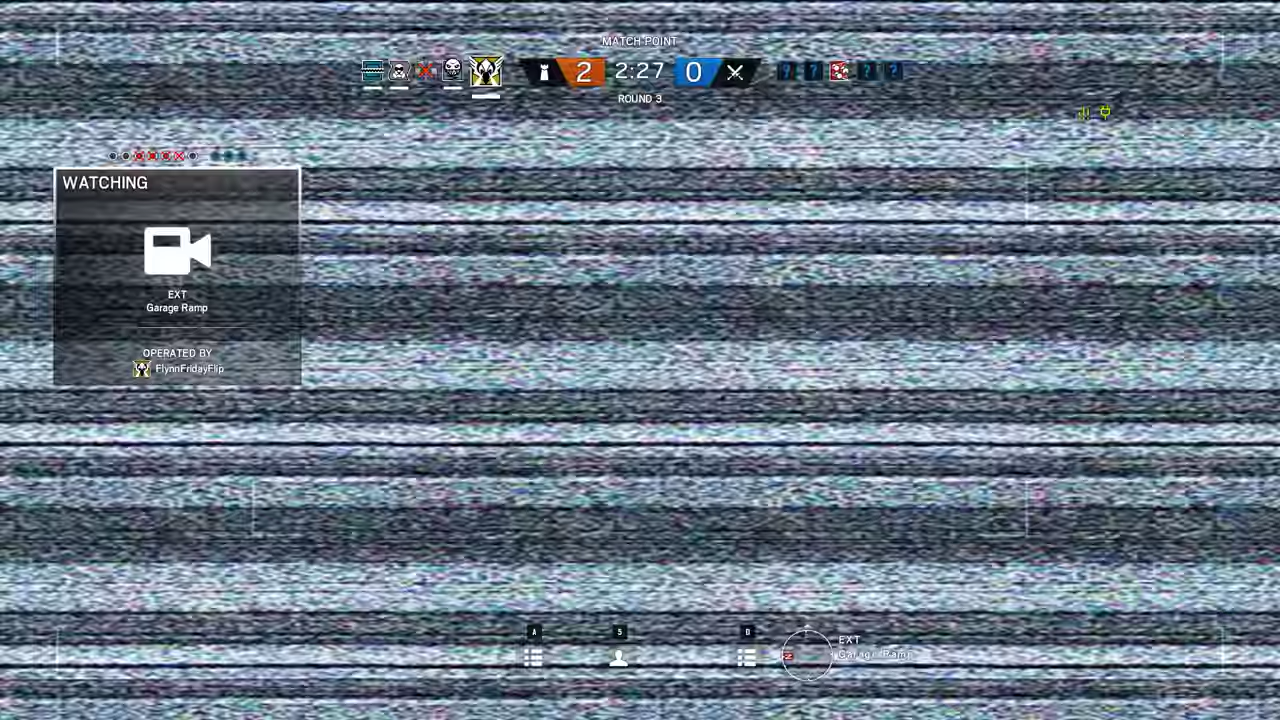 MATCH POINT
2 2:27 0
ROUND 3
? ? ? ?
WATCHING
EXT
Garage Ramp
OPERATED BY
FlynnFridayFlip
A S D
EXT
Garage Ramp